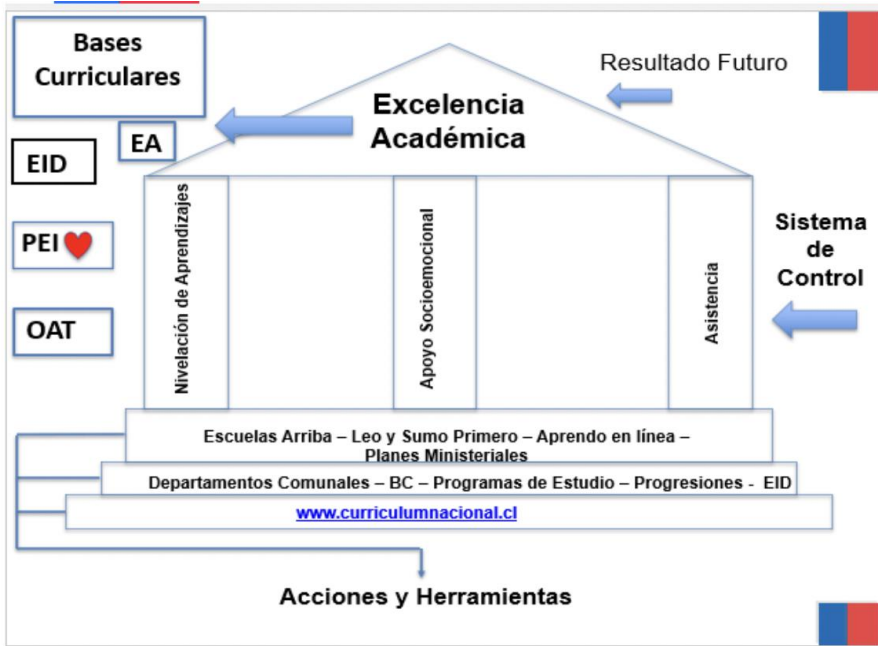 Bases
Curriculares
Resultado Futuro
Excelencia
Académica
EA
EID
PEI
OAT
Nivelación de Aprendizajes
Apoyo Socioemocional
Asistencia
Sistema
de
Control
Escuelas Arriba – Leo y Sumo Primero – Aprendo en línea –
Planes Ministeriales
Departamentos Comunales – BC – Programas de Estudio – Progresiones - EID
www.curriculumnacional.cl
Acciones y Herramientas